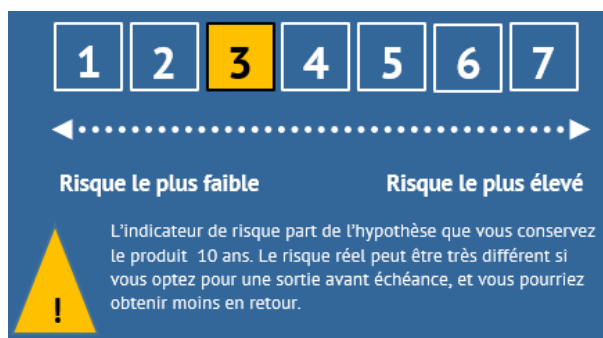 1 2 3 4 5 6 7
Risque le plus faible Risque le plus élevé
L'indicateur de risque part de l'hypothèse que vous conservez
le produit 10 ans. Le risque réel peut être très différent si
vous optez pour une sortie avant échéance, et vous pourriez
obtenir moins en retour.
!